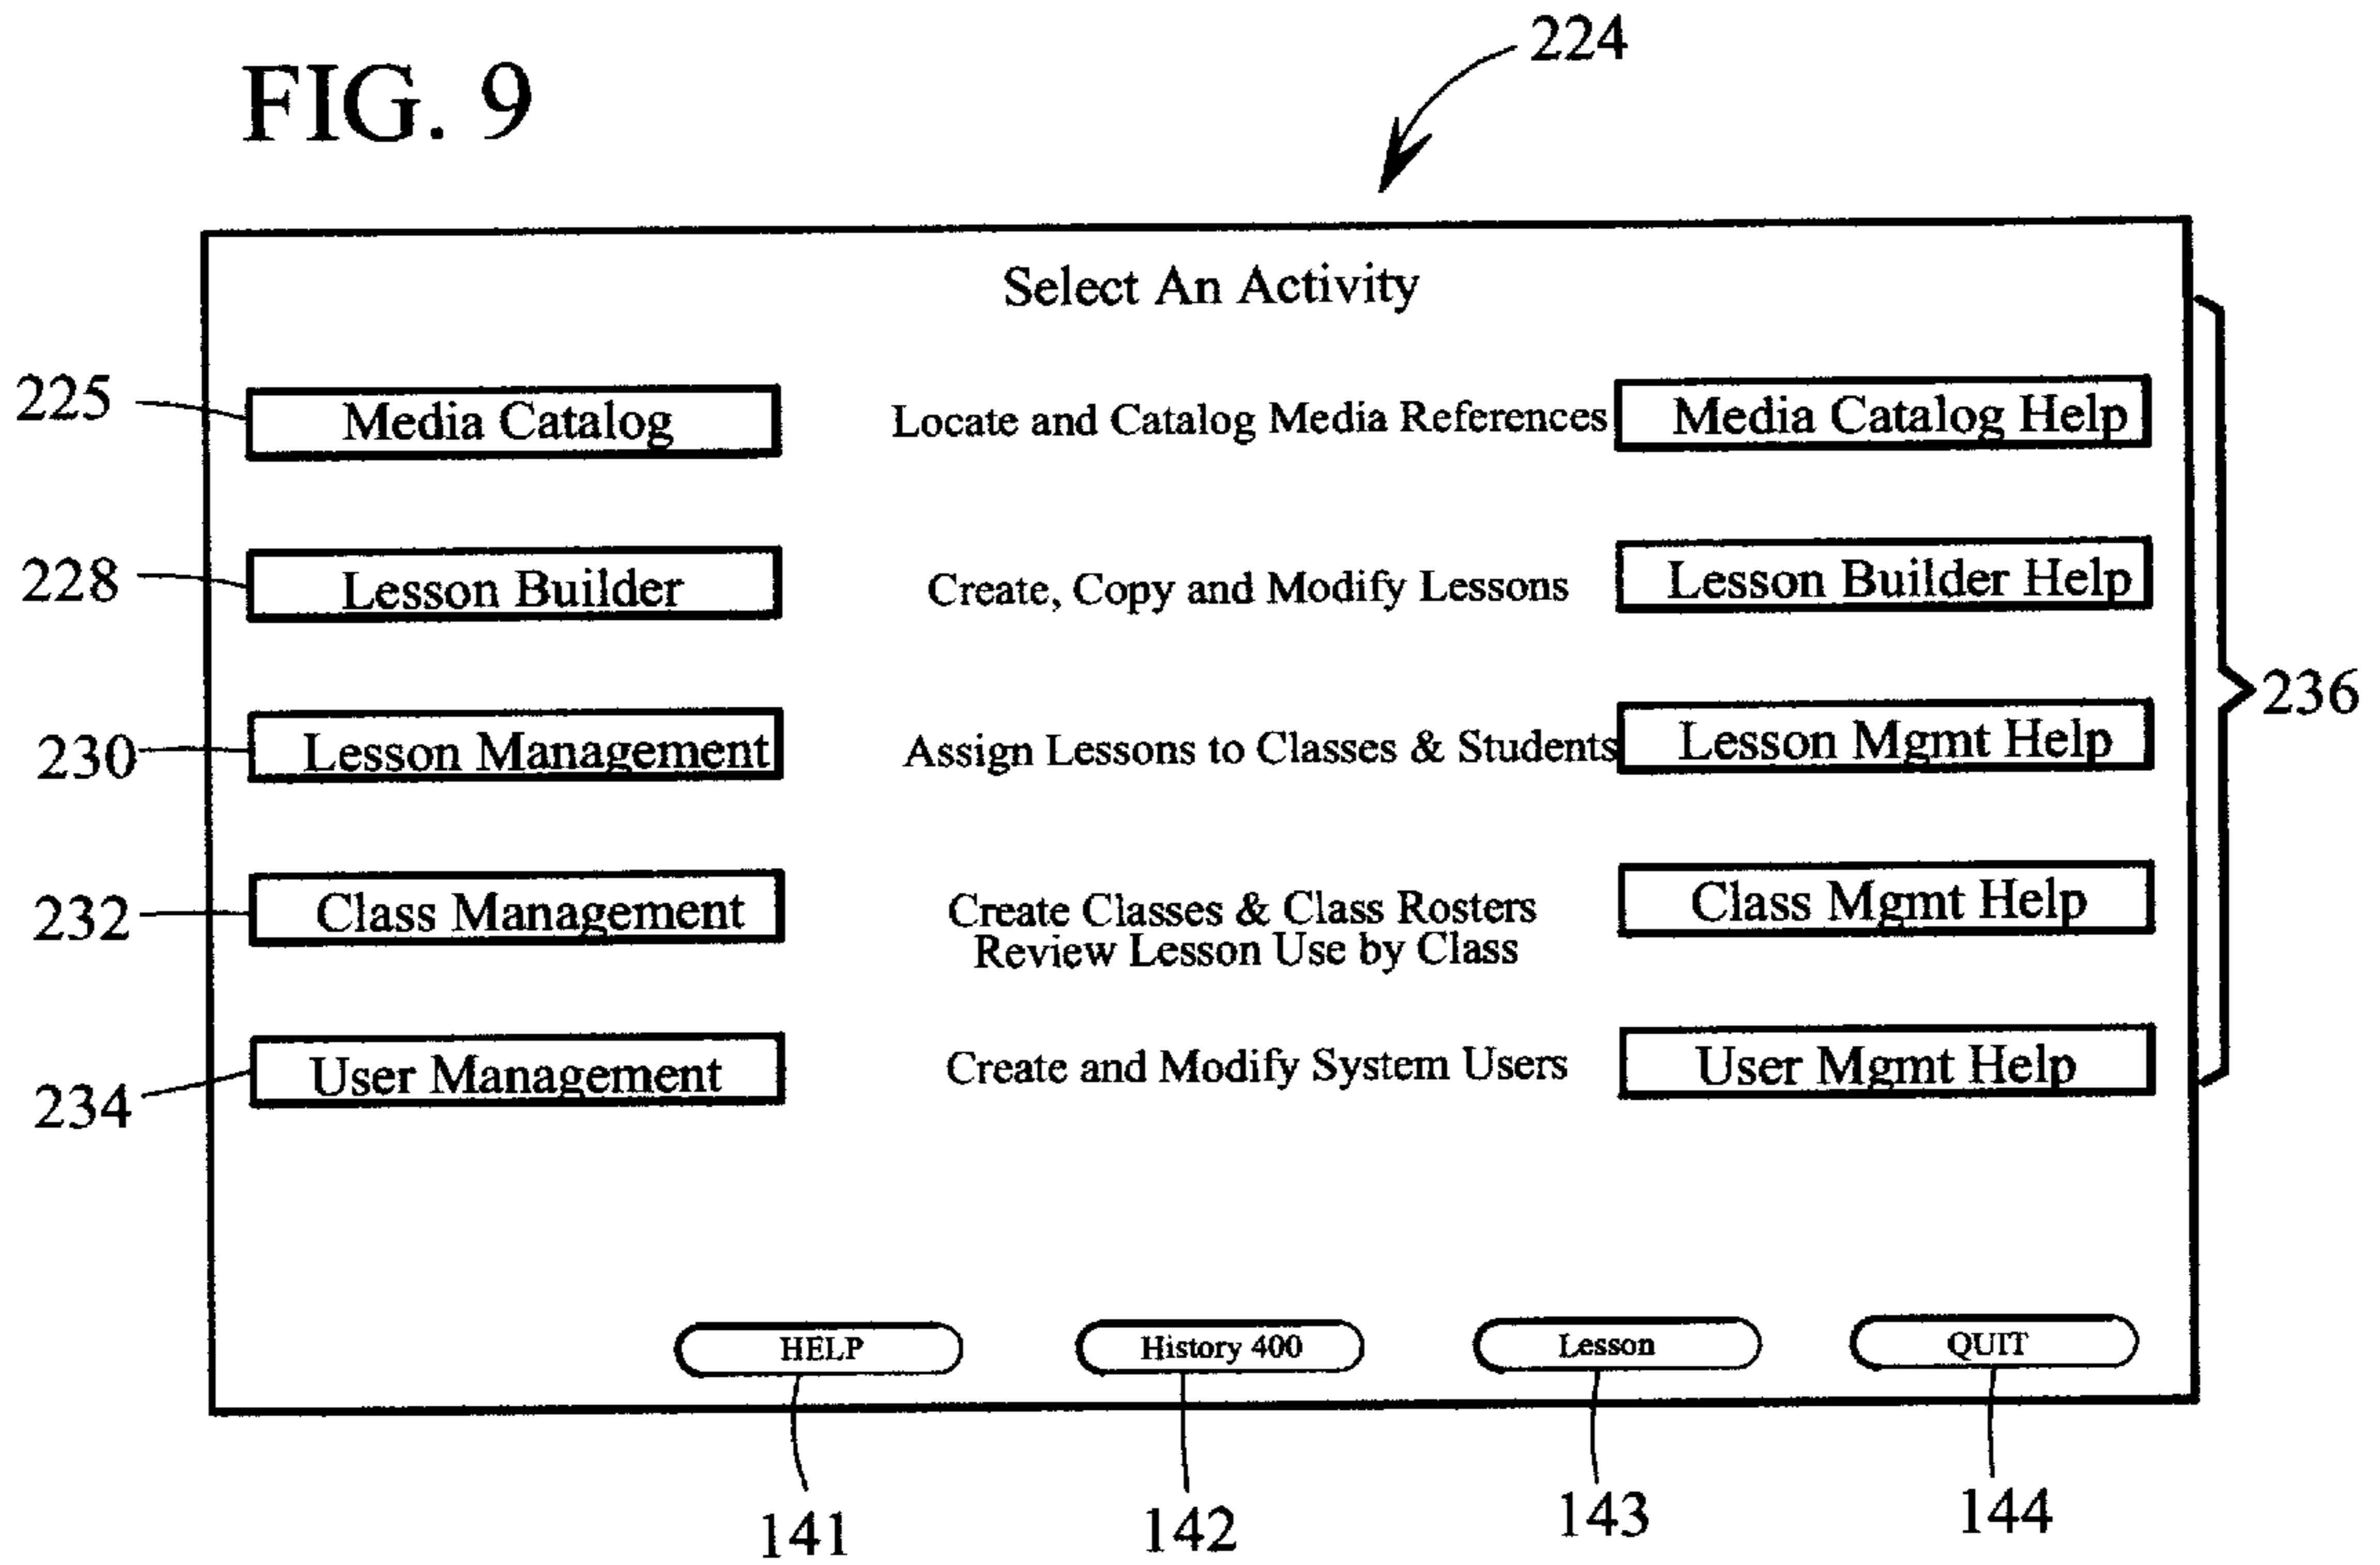 FIG. 9
224
Select An Activity
225
Media Catalog
Locate and Catalog Media References
Media Catalog Help
228
Lesson Builder
Create, Copy and Modify Lessons
Lesson Builder Help
236
230
Lesson Management
Assign Lessons to Classes & Students
Lesson Mgmt Help
232
Class Management
Create Classes & Class Rosters
Review Lesson Use by Class
Class Mgmt Help
234
User Management
Create and Modify System Users
User Mgmt Help
HELP
History 400
Lesson
QUIT
141
142
143
144